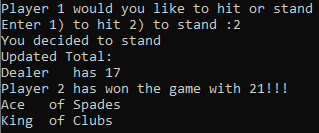 Player 1 would you like to hit or stand
Enter 1) to hit 2) to stand :2
You decided to stand
Updated Total:
Dealer   has 17
Player 2 has won the game with 21!!!
Ace   of Spades
King  of Clubs